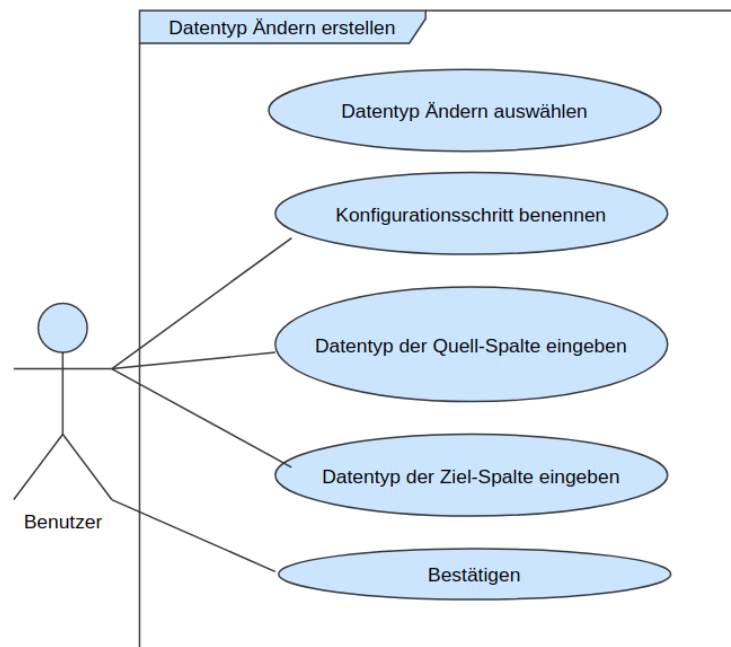 Datentyp Ändern erstellen
Datentyp Ändern auswählen
Konfigurationsschritt benennen
Datentyp der Quell-Spalte eingeben
Datentyp der Ziel-Spalte eingeben
Benutzer
Bestätigen